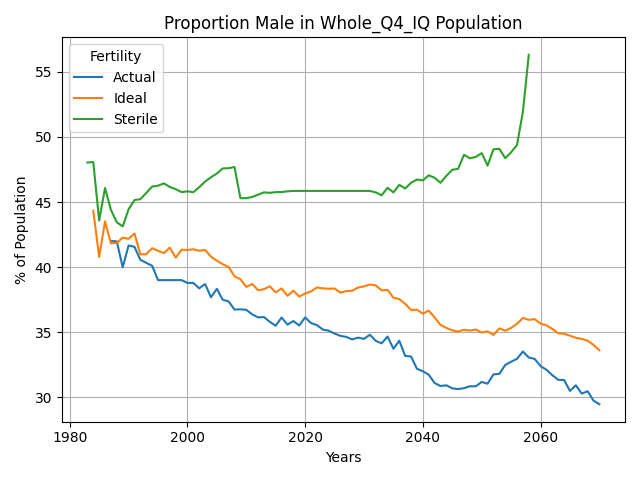 Proportion Male in Whole_Q4_IQ Population
Fertility
Actual
Ideal
Sterile
% of Population
55
50
45
40
35
30
1980
2000
2020
2040
2060
Years